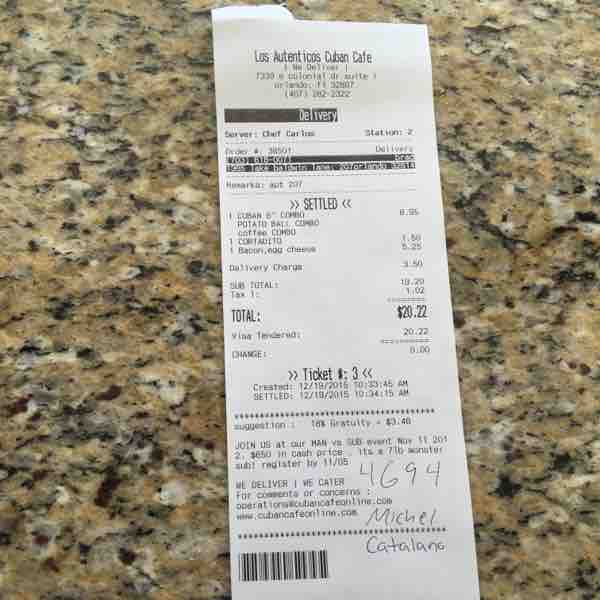 Los Autenticos Cuban Cafe
| We Deliver |
7339 e colonial dr suite 1
orlando, fl 32807
(407) 282-2322
Delivery
Server: Chef Carlos Station: 2
Order #: 38501 Delivery
Brad
Remarks: apt 207
>> SETTLED <<
1 CUBAN 6" COMBO 8.95
POTATO BALL COMBO
coffee COMBO
1 CORTADITO 1.50
1 Bacon,egg cheese 5.25
Delivery Charge 3.50
SUB TOTAL: 19.20
Tax 1: 1.02
========
TOTAL: $20.22
Visa Tendered: 20.22
=========
CHANGE: 0.00
>> Ticket #: 3 <<
Created: 12/19/2015 10:33:45 AM
SETTLED: 12/19/2015 10:34:15 AM
suggestion : 18% Gratuity = $3.46
JOIN US at our MAN vs SUB event Nov 11 201
2. $650 in cash price . its a 7lb monster
sub! register by 11/05
4694
WE DELIVER | WE CATER
For comments or concerns :
operations@cubancafeonline.com
www.cubancafeonline.com
Michel
Catalano